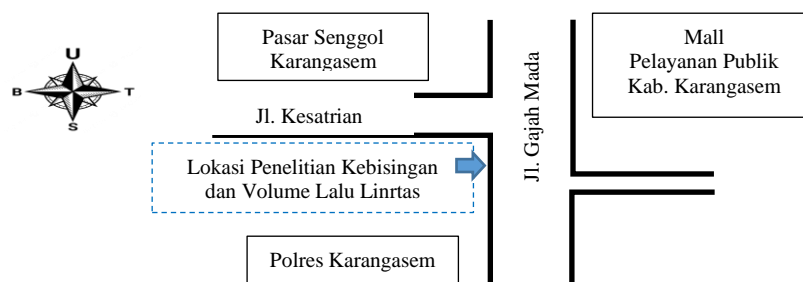 Pasar Senggol
Karangasem
Mall
Pelayanan Publik
Kab. Karangasem
U
B
T
S
Jl. Kesatrian
Jl. Gajah Mada
Lokasi Penelitian Kebisingan
dan Volume Lalu Linrtas
Polres Karangasem